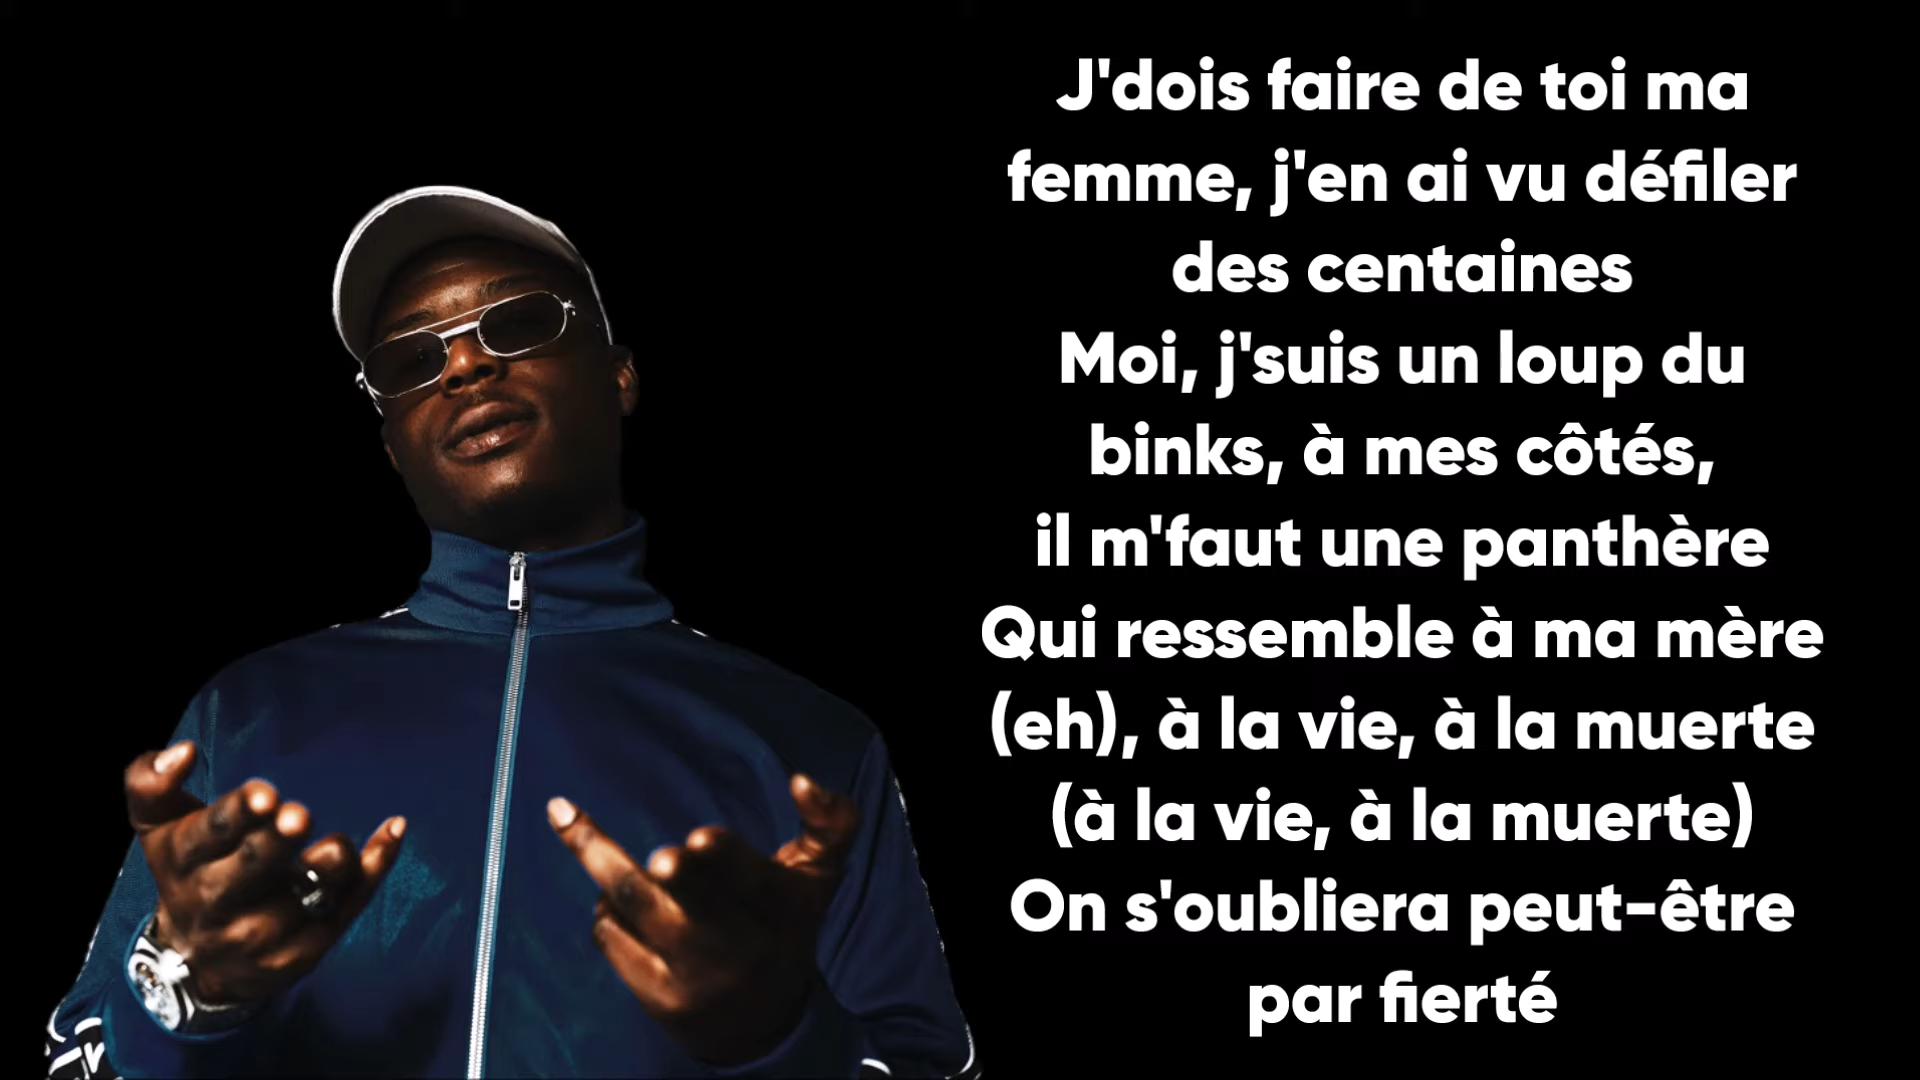 J'dois faire de toi ma
femme, j'en ai vu défiler
des centaines
Moi, j'suis un loup du
binks, à mes côtés,
il m'faut une panthère
Qui ressemble à ma mère
(eh), à la vie, à la muerte
(à la vie, à la muerte)
On s'oubliera peut-être
par fierté